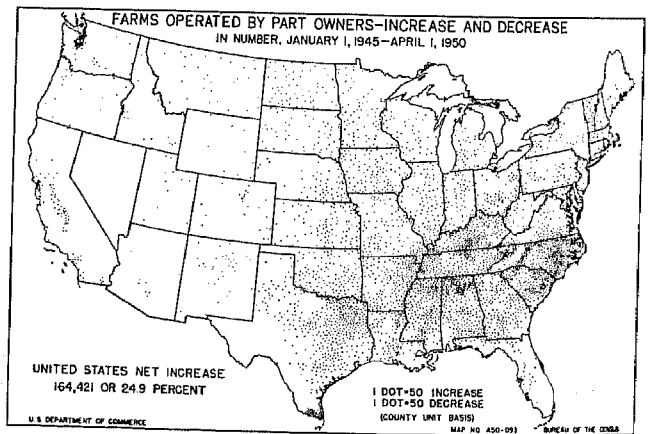 FARMS OPERATED BY PART OWNERS-INCREASE AND DECREASE
IN NUMBER, JANUARY 1, 1945-APRIL 1, 1950
UNITED STATES NET INCREASE
164,421 OR 24.9 PERCENT
1 DOT=50 INCREASE
1 DOT=50 DECREASE
(COUNTY UNIT BASIS)
U.S. DEPARTMENT OF COMMERCE
MAP NO. A50-093
BUREAU OF THE CENSUS